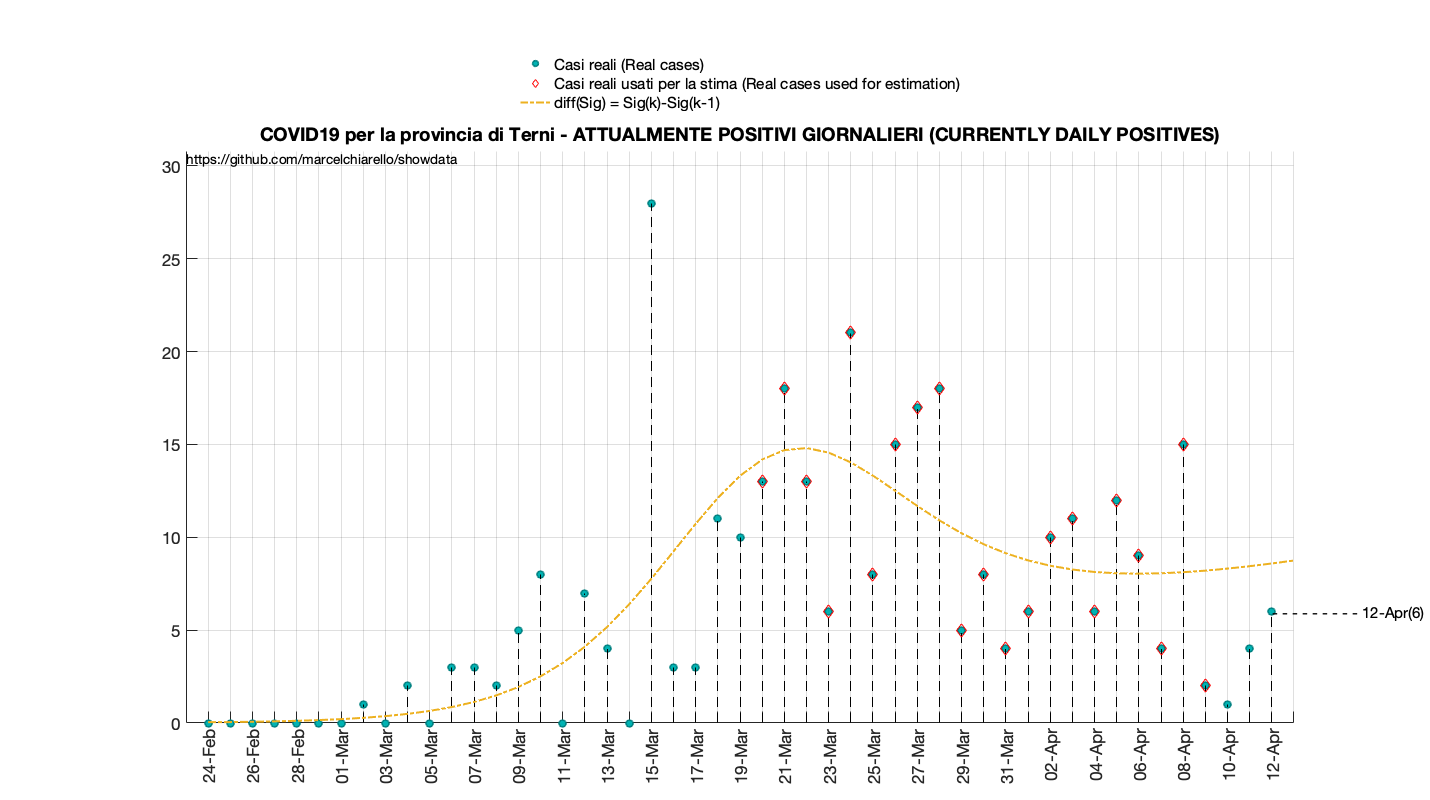 Casi reali (Real cases)
Casi reali usati per la stima (Real cases used for estimation)
diff(Sig) = Sig(k)-Sig(k-1)
COVID19 per la provincia di Terni - ATTUALMENTE POSITIVI GIORNALIERI (CURRENTLY DAILY POSITIVES)
https://github.com/marcelchiarello/showdata
30
25
20
15
10
5
0
12-Apr(6)
24-Feb
26-Feb
28-Feb
01-Mar
03-Mar
05-Mar
07-Mar
09-Mar
11-Mar
13-Mar
15-Mar
17-Mar
19-Mar
21-Mar
23-Mar
25-Mar
27-Mar
29-Mar
31-Mar
02-Apr
04-Apr
06-Apr
08-Apr
10-Apr
12-Apr